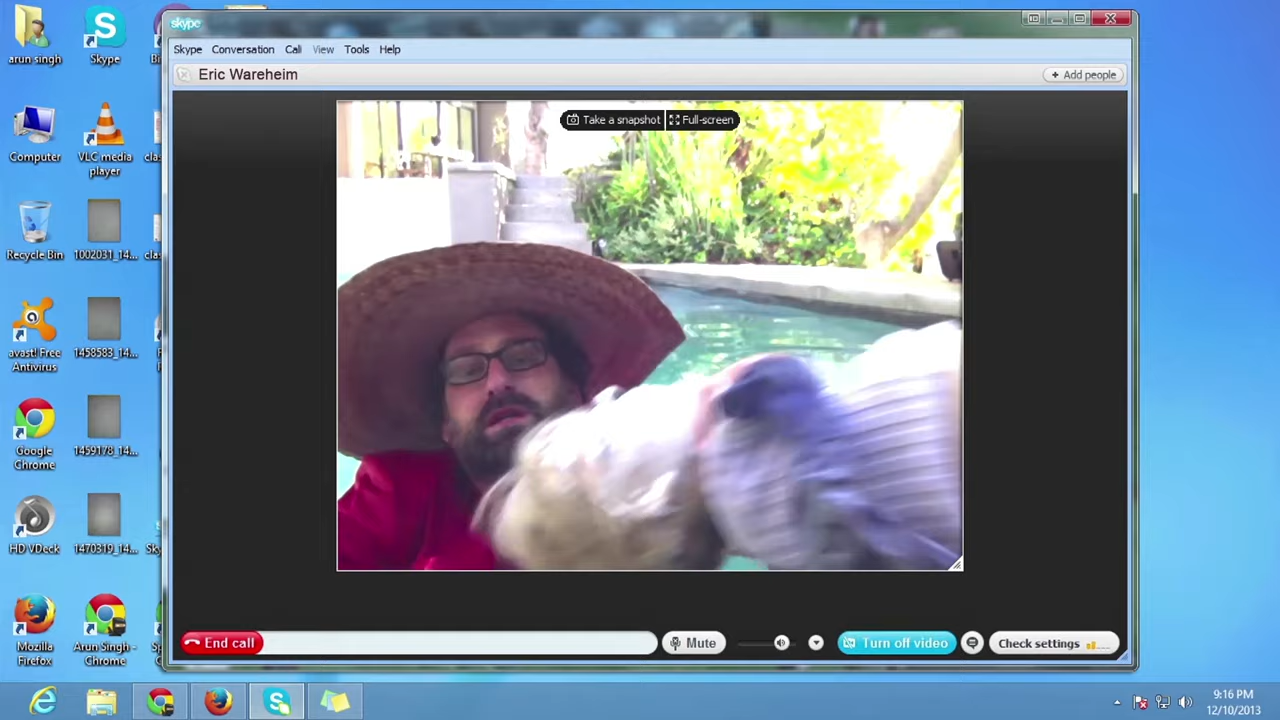 skype
Skype Conversation Call View Tools Help
Eric Wareheim
+ Add people
Take a snapshot Full-screen
End call
Mute
Turn off video
Check settings
arun singh
Skype
Computer
VLC media player
Recycle Bin
1002031_14...
avast! Free Antivirus
1458583_14...
Google Chrome
1459178_14...
HD VDeck
1470319_14...
Mozilla Firefox
Arun Singh - Chrome
9:16 PM
12/10/2013